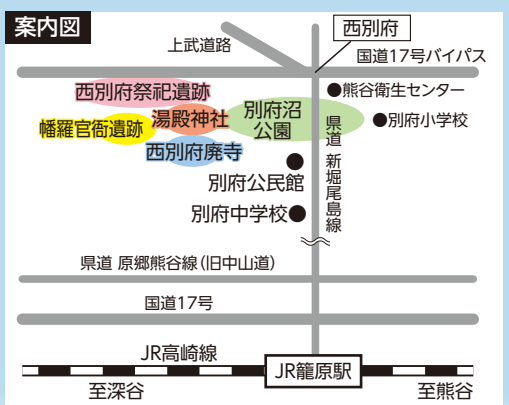 案内図
西別府
上武道路
国道17号バイパス
西別府祭祀遺跡
●熊谷衛生センター
湯殿神社
別府沼
公園
●別府小学校
幡羅官衙遺跡
西別府廃寺
県道 新堀尾島線
別府公民館
別府中学校●
県道 原郷熊谷線(旧中山道)
国道17号
JR高崎線
JR籠原駅
至深谷
至熊谷